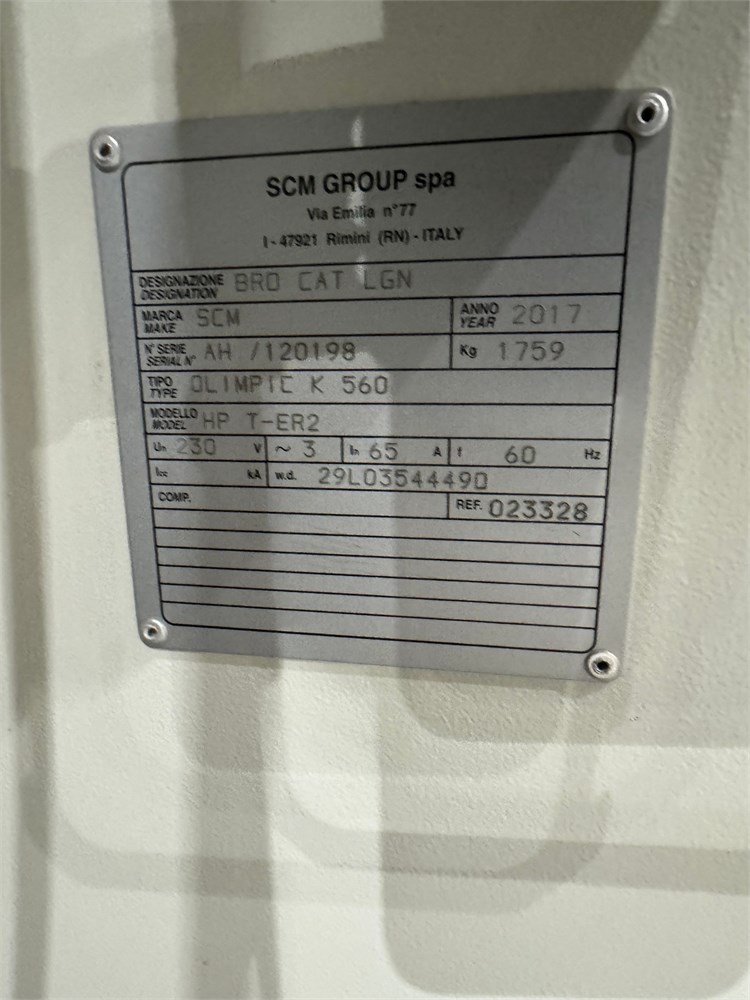 SCM GROUP spa
Via Emilia n°77
I - 47921 Rimini (RN) - ITALY
DESIGNAZIONE DESIGNATION BRD CAT LGN
MARCA MAKE SCM ANNO YEAR 2017
N° SERIE SERIAL N° AH /120198 Kg 1759
TIPO TYPE OLIMPIC K 560
MODELLO MODEL HP T-ER2
Un 230 V ~ 3 In 65 A f 60 Hz
Icc kA w.d. 29L03544490
COMP. REF. 023328